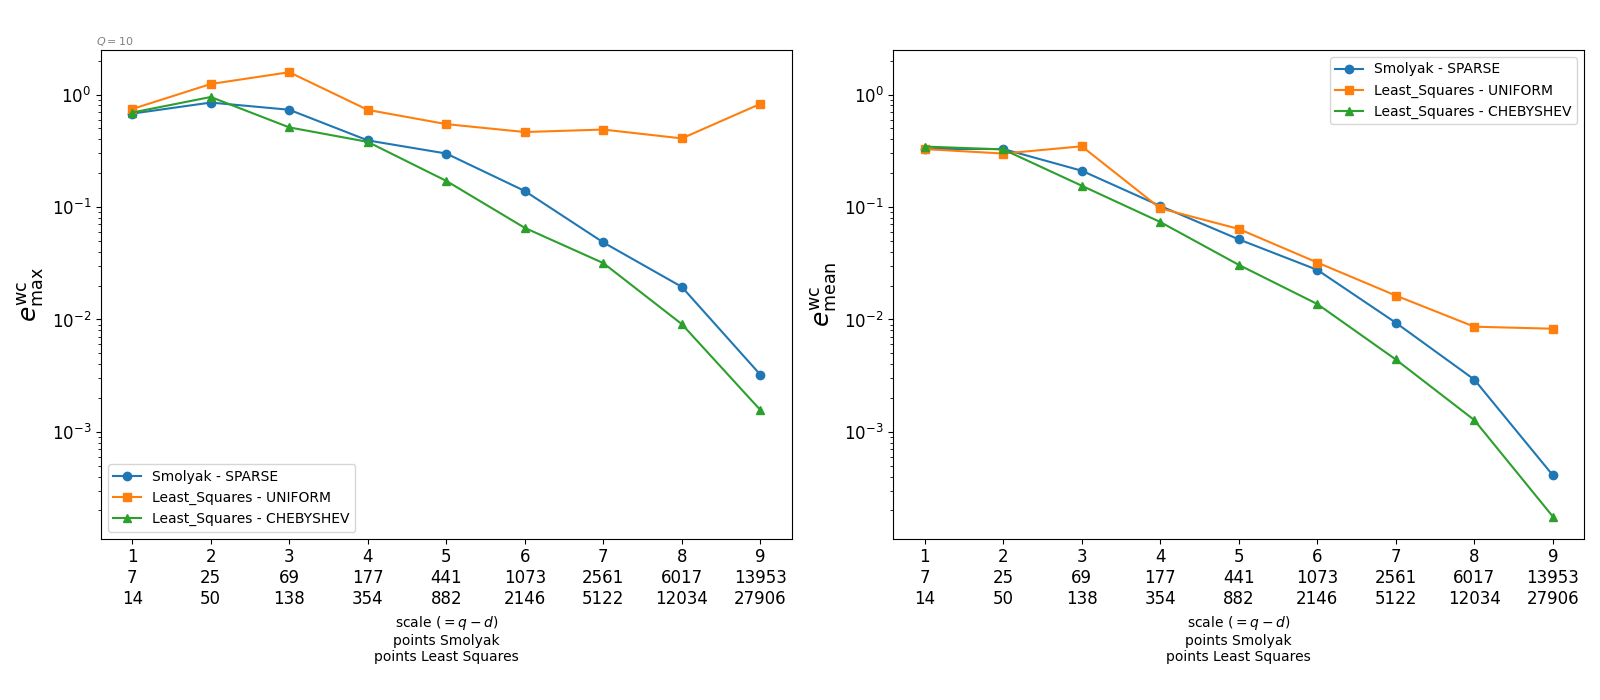 Q = 10
10⁰
10⁻¹
10⁻²
10⁻³
e^wc_max
Smolyak - SPARSE
Least_Squares - UNIFORM
Least_Squares - CHEBYSHEV
1 2 3 4 5 6 7 8 9
7 25 69 177 441 1073 2561 6017 13953
14 50 138 354 882 2146 5122 12034 27906
scale (= q − d)
points Smolyak
points Least Squares
10⁰
10⁻¹
10⁻²
10⁻³
e^wc_mean
Smolyak - SPARSE
Least_Squares - UNIFORM
Least_Squares - CHEBYSHEV
1 2 3 4 5 6 7 8 9
7 25 69 177 441 1073 2561 6017 13953
14 50 138 354 882 2146 5122 12034 27906
scale (= q − d)
points Smolyak
points Least Squares